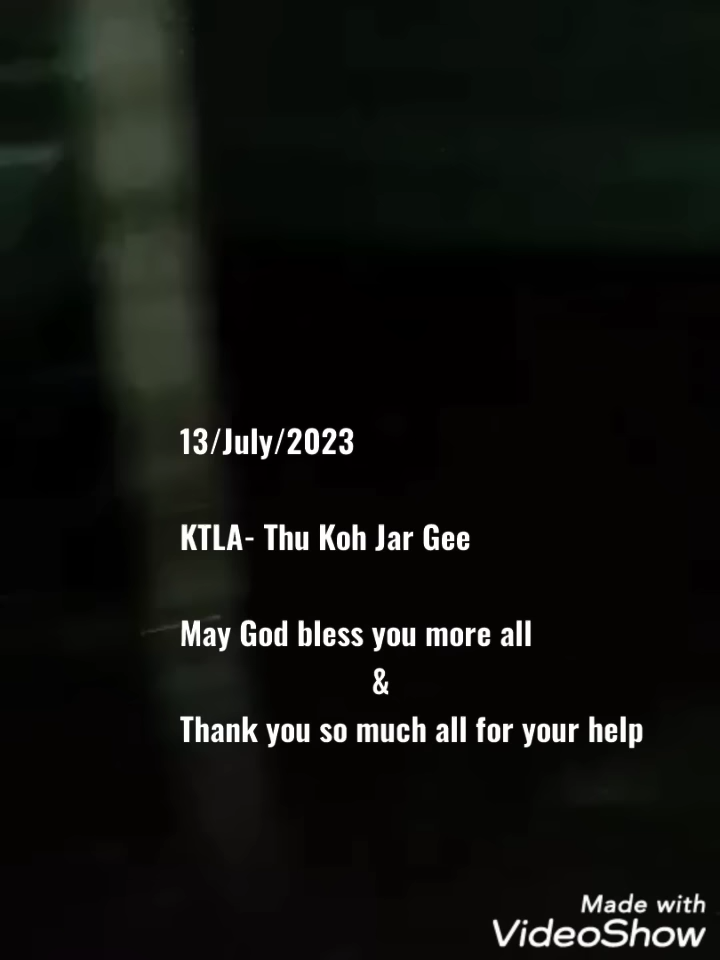 13/July/2023
KTLA- Thu Koh Jar Gee
May God bless you more all
&
Thank you so much all for your help
Made with
VideoShow